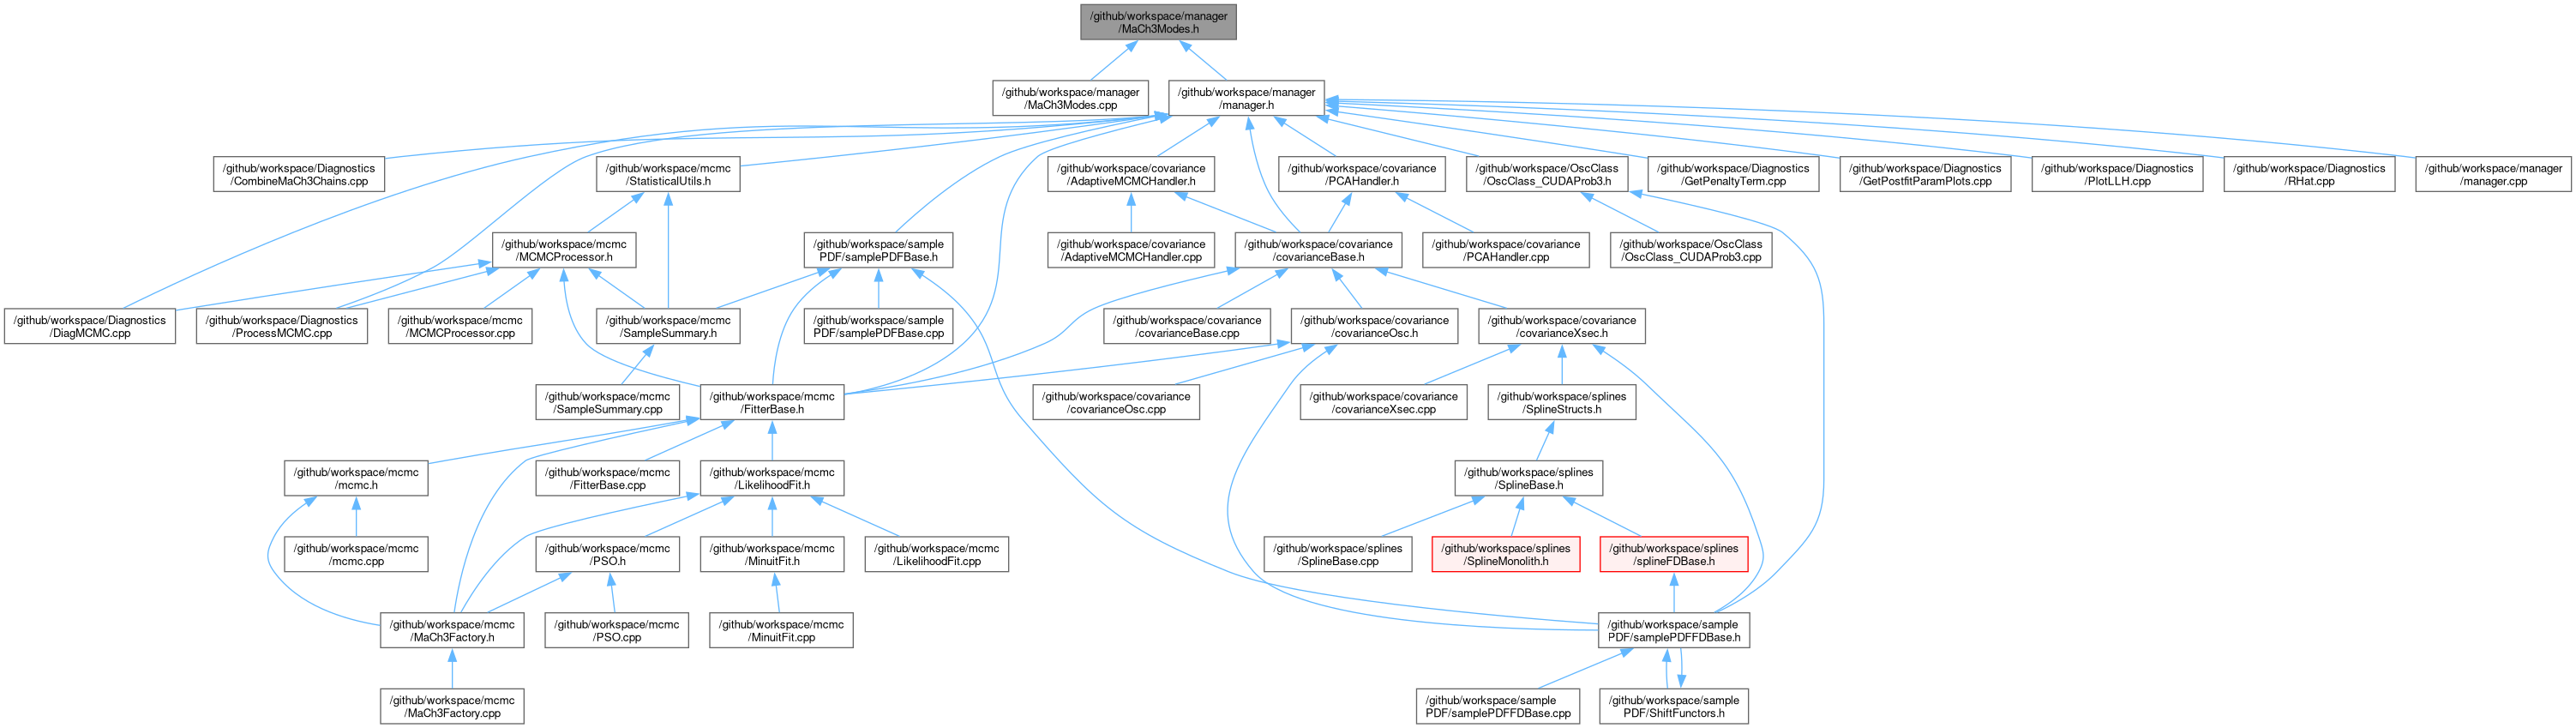 /github/workspace/manager
/MaCh3Modes.h
/github/workspace/manager
/MaCh3Modes.cpp
/github/workspace/manager
/manager.h
/github/workspace/Diagnostics
/CombineMaCh3Chains.cpp
/github/workspace/mcmc
/StatisticalUtils.h
/github/workspace/covariance
/AdaptiveMCMCHandler.h
/github/workspace/covariance
/PCAHandler.h
/github/workspace/OscClass
/OscClass_CUDAProb3.h
/github/workspace/Diagnostics
/GetPenaltyTerm.cpp
/github/workspace/Diagnostics
/GetPostfitParamPlots.cpp
/github/workspace/Diagnostics
/PlotLLH.cpp
/github/workspace/Diagnostics
/RHat.cpp
/github/workspace/manager
/manager.cpp
/github/workspace/mcmc
/MCMCProcessor.h
/github/workspace/sample
PDF/samplePDFBase.h
/github/workspace/covariance
/AdaptiveMCMCHandler.cpp
/github/workspace/covariance
/covarianceBase.h
/github/workspace/covariance
/PCAHandler.cpp
/github/workspace/OscClass
/OscClass_CUDAProb3.cpp
/github/workspace/Diagnostics
/DiagMCMC.cpp
/github/workspace/Diagnostics
/ProcessMCMC.cpp
/github/workspace/mcmc
/MCMCProcessor.cpp
/github/workspace/mcmc
/SampleSummary.h
/github/workspace/sample
PDF/samplePDFBase.cpp
/github/workspace/covariance
/covarianceBase.cpp
/github/workspace/covariance
/covarianceOsc.h
/github/workspace/covariance
/covarianceXsec.h
/github/workspace/mcmc
/SampleSummary.cpp
/github/workspace/mcmc
/FitterBase.h
/github/workspace/covariance
/covarianceOsc.cpp
/github/workspace/covariance
/covarianceXsec.cpp
/github/workspace/splines
/SplineStructs.h
/github/workspace/mcmc
/mcmc.h
/github/workspace/mcmc
/FitterBase.cpp
/github/workspace/mcmc
/LikelihoodFit.h
/github/workspace/splines
/SplineBase.h
/github/workspace/mcmc
/mcmc.cpp
/github/workspace/mcmc
/PSO.h
/github/workspace/mcmc
/MinuitFit.h
/github/workspace/mcmc
/LikelihoodFit.cpp
/github/workspace/splines
/SplineBase.cpp
/github/workspace/splines
/SplineMonolith.h
/github/workspace/splines
/splineFDBase.h
/github/workspace/mcmc
/MaCh3Factory.h
/github/workspace/mcmc
/PSO.cpp
/github/workspace/mcmc
/MinuitFit.cpp
/github/workspace/sample
PDF/samplePDFFDBase.h
/github/workspace/mcmc
/MaCh3Factory.cpp
/github/workspace/sample
PDF/samplePDFFDBase.cpp
/github/workspace/sample
PDF/ShiftFunctors.h